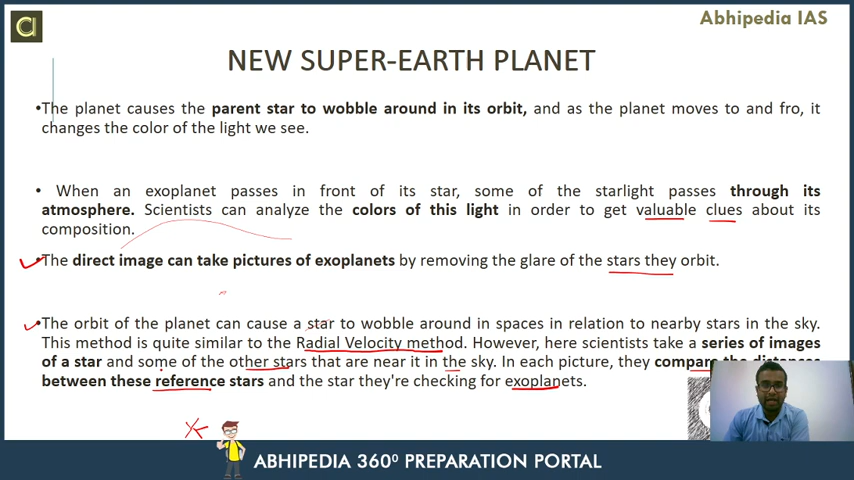 Abhipedia IAS
NEW SUPER-EARTH PLANET
•The planet causes the parent star to wobble around in its orbit, and as the planet moves to and fro, it
changes the color of the light we see.
• When an exoplanet passes in front of its star, some of the starlight passes through its
atmosphere. Scientists can analyze the colors of this light in order to get valuable clues about its
composition.
•The direct image can take pictures of exoplanets by removing the glare of the stars they orbit.
•The orbit of the planet can cause a star to wobble around in spaces in relation to nearby stars in the sky.
This method is quite similar to the Radial Velocity method. However, here scientists take a series of images
of a star and some of the other stars that are near it in the sky. In each picture, they compare the distances
between these reference stars and the star they're checking for exoplanets.
ABHIPEDIA 360⁰ PREPARATION PORTAL